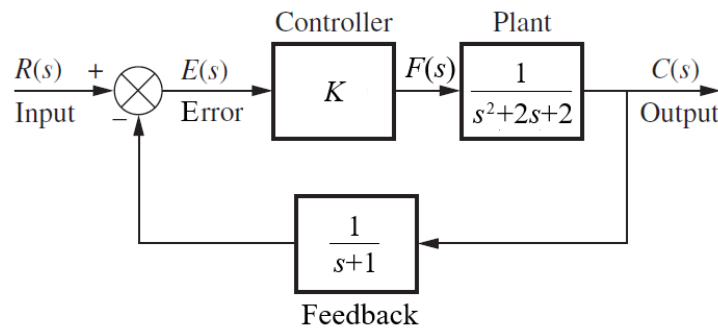 Controller
Plant
R(s) + E(s) F(s) C(s)
K
1
s²+2s+2
Input − Error Output
1
s+1
Feedback